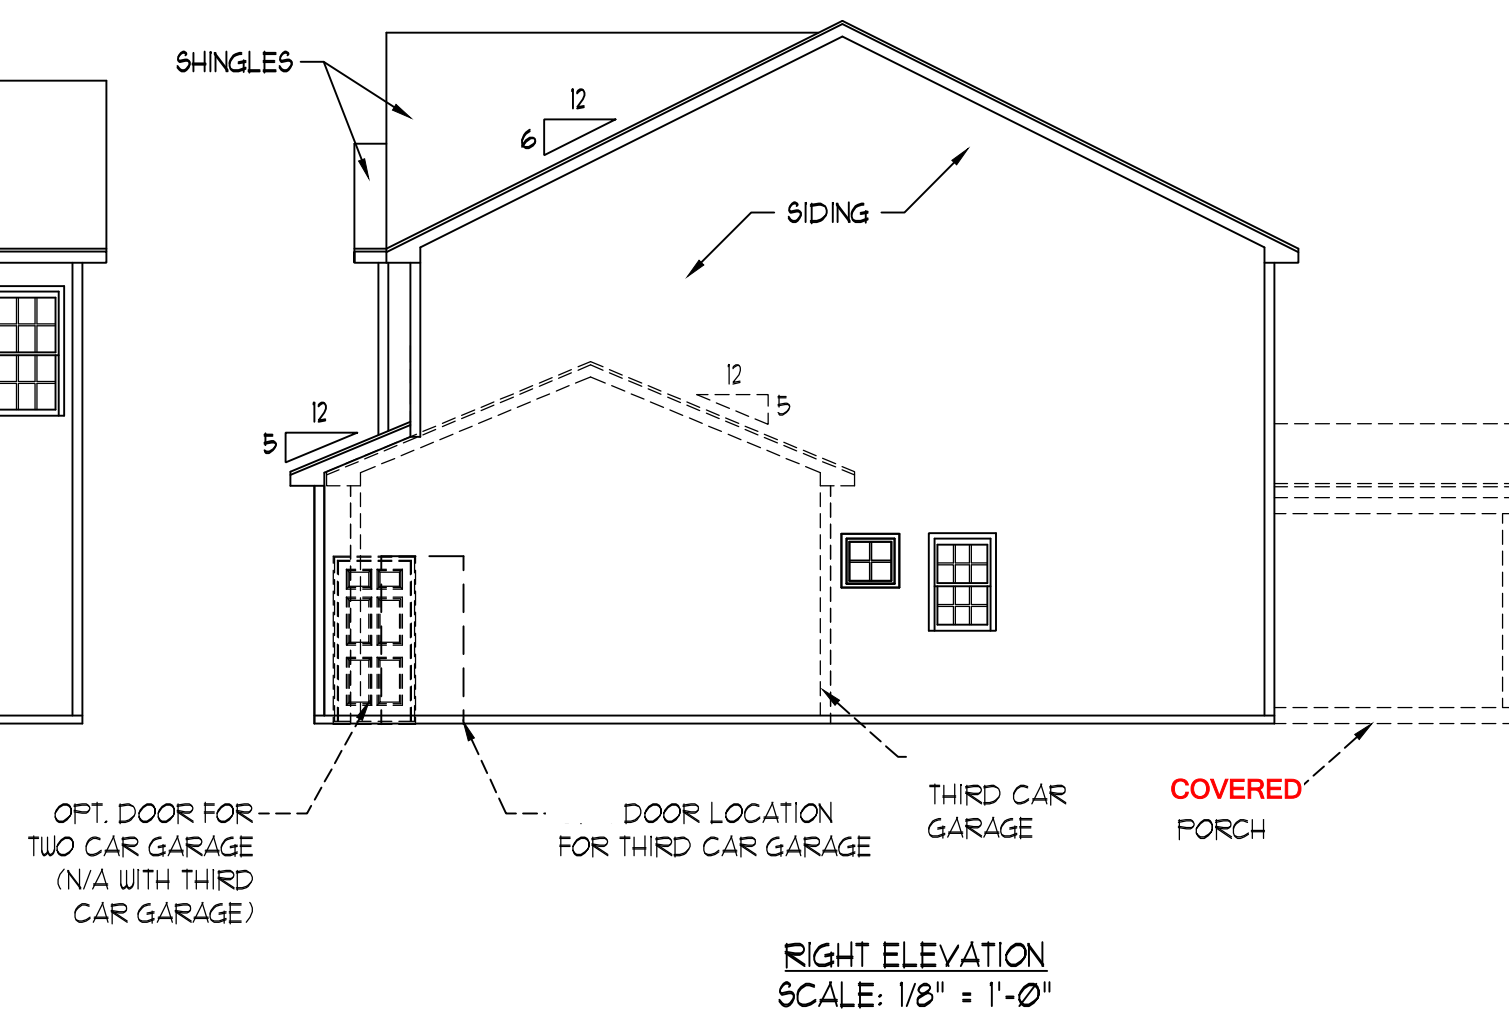 SHINGLES
12
6
SIDING
12
5
12
5
OPT. DOOR FOR
TWO CAR GARAGE
(N/A WITH THIRD
CAR GARAGE)
DOOR LOCATION
FOR THIRD CAR GARAGE
THIRD CAR
GARAGE
COVERED
PORCH
RIGHT ELEVATION
SCALE: 1/8" = 1'-0"